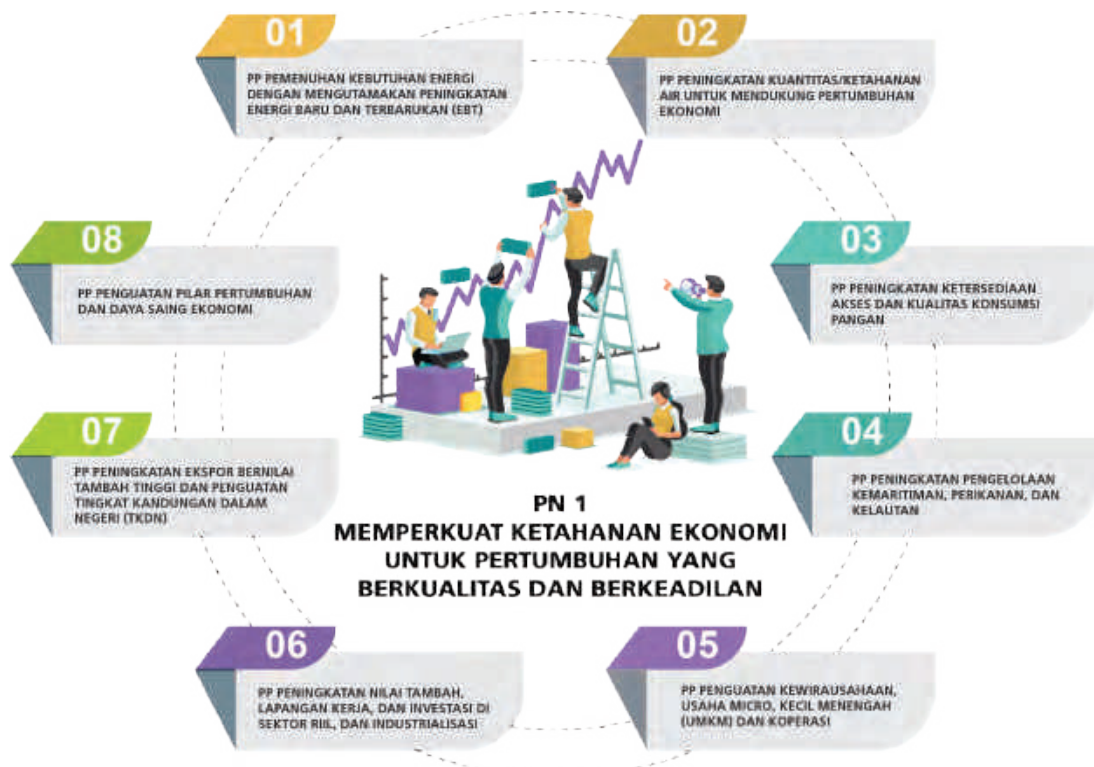 01
PP PEMENUHAN KEBUTUHAN ENERGI
DENGAN MENGUTAMAKAN PENINGKATAN
ENERGI BARU DAN TERBARUKAN (EBT)
02
PP PENINGKATAN KUANTITAS/KETAHANAN
AIR UNTUK MENDUKUNG PERTUMBUHAN
EKONOMI
03
PP PENINGKATAN KETERSEDIAAN
AKSES DAN KUALITAS KONSUMSI
PANGAN
04
PP PENINGKATAN PENGELOLAAN
KEMARITIMAN, PERIKANAN, DAN
KELAUTAN
05
PP PENGUATAN KEWIRAUSAHAAN,
USAHA MICRO, KECIL MENENGAH
(UMKM) DAN KOPERASI
06
PP PENINGKATAN NILAI TAMBAH,
LAPANGAN KERJA, DAN INVESTASI DI
SEKTOR RIIL, DAN INDUSTRIALISASI
07
PP PENINGKATAN EKSPOR BERNILAI
TAMBAH TINGGI DAN PENGUATAN
TINGKAT KANDUNGAN DALAM
NEGERI (TKDN)
08
PP PENGUATAN PILAR PERTUMBUHAN
DAN DAYA SAING EKONOMI
PN 1
MEMPERKUAT KETAHANAN EKONOMI
UNTUK PERTUMBUHAN YANG
BERKUALITAS DAN BERKEADILAN